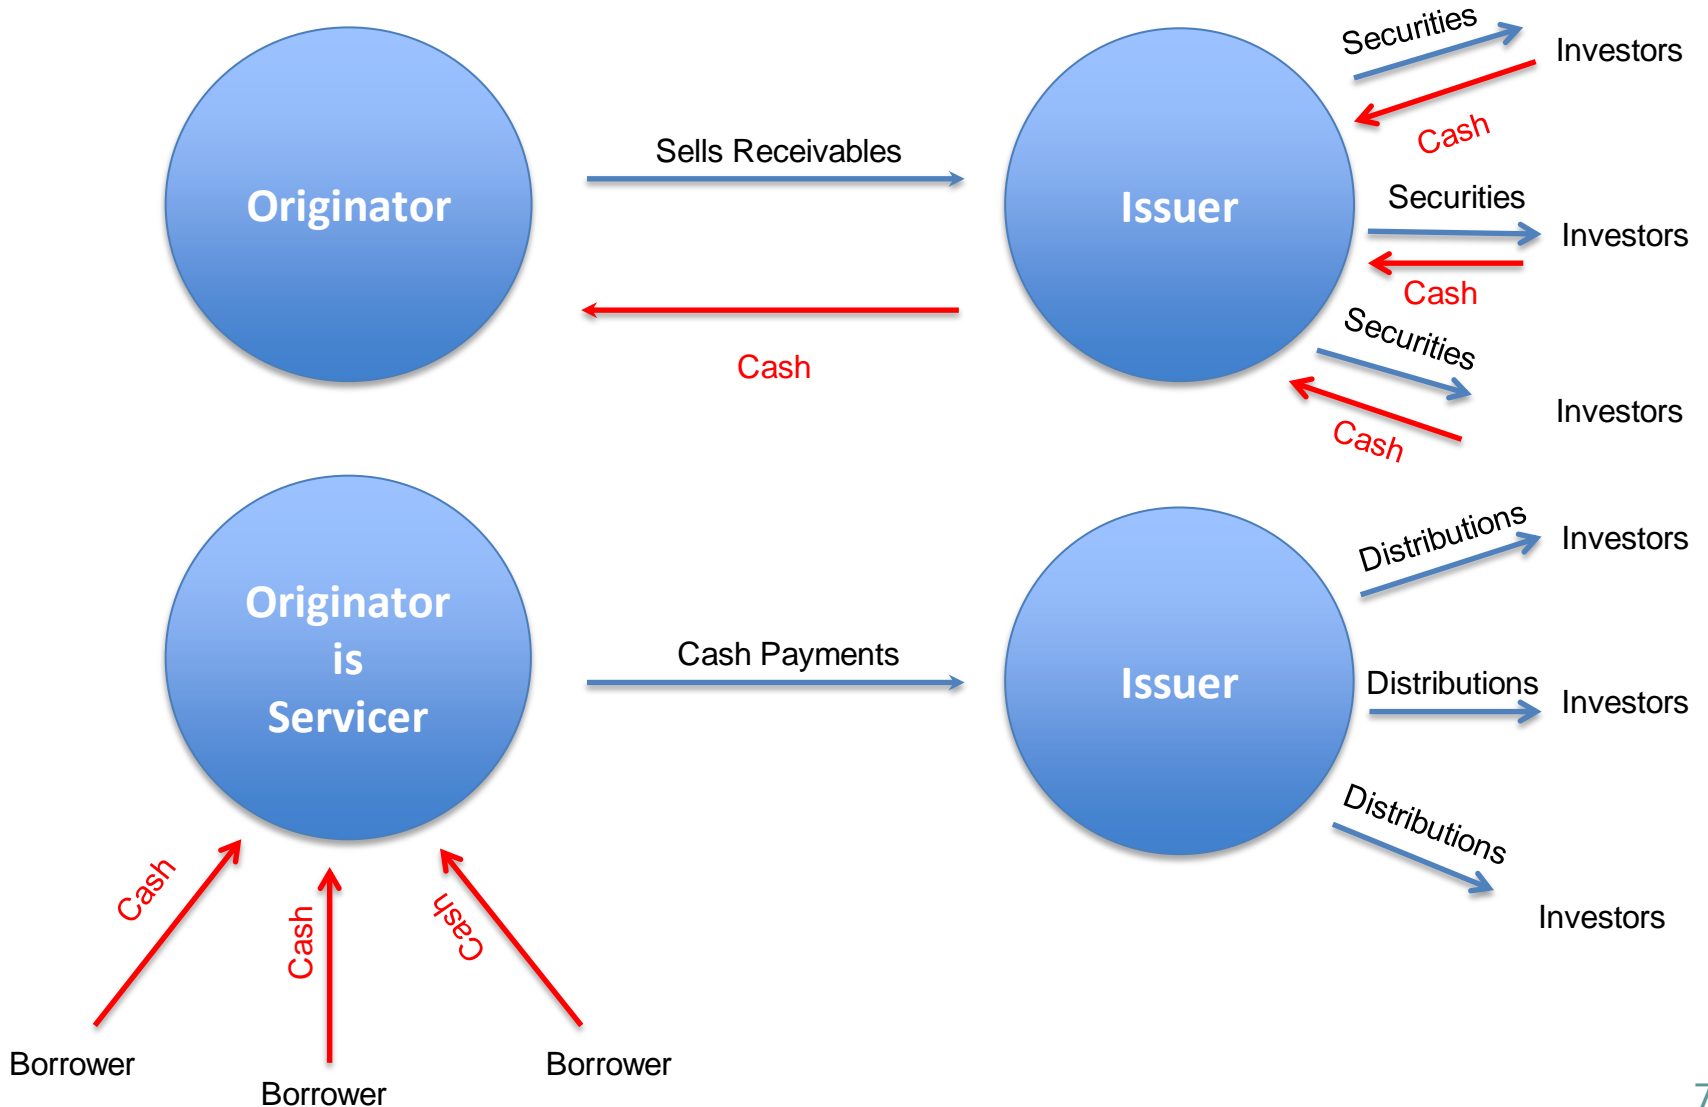 Securities
Investors
Cash
Sells Receivables
Originator
Issuer
Securities
Investors
Cash
Securities
Cash
Investors
Cash
Distributions
Investors
Originator
is
Servicer
Cash Payments
Issuer
Distributions
Investors
Distributions
Investors
Cash
Cash
Cash
Borrower
Borrower
Borrower
7